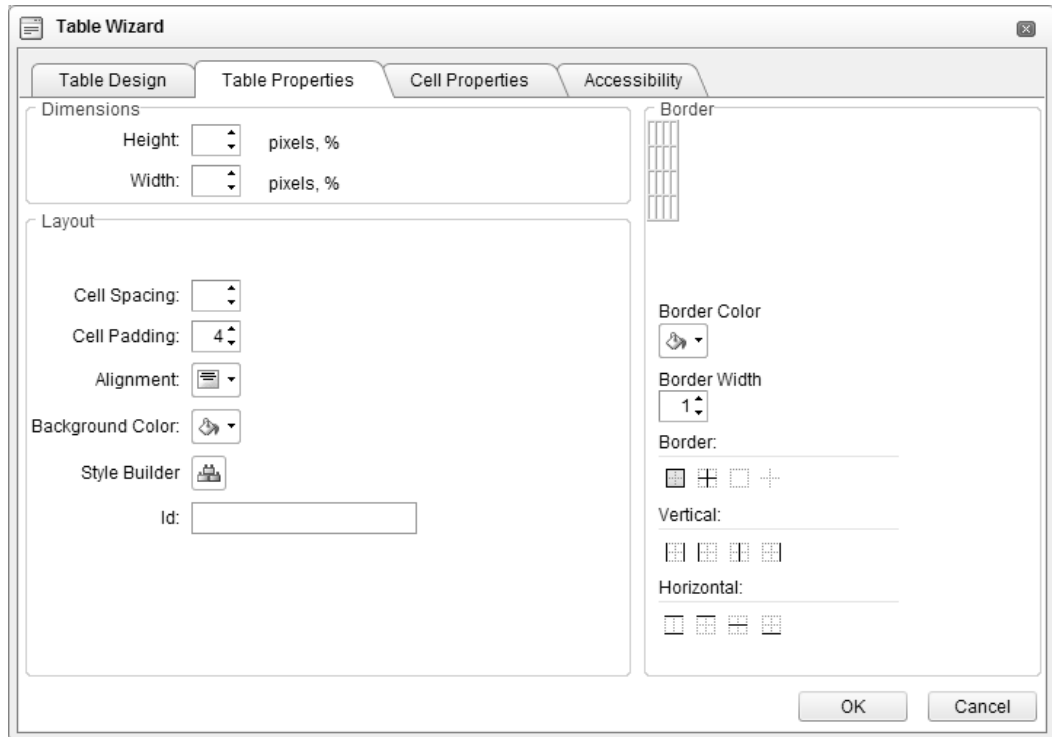 Table Wizard
Table Design Table Properties Cell Properties Accessibility
Dimensions
Height: pixels, %
Width: pixels, %
Layout
Cell Spacing:
Cell Padding: 4
Alignment:
Background Color:
Style Builder
Id:
Border
Border Color
Border Width
1
Border:
Vertical:
Horizontal:
OK Cancel